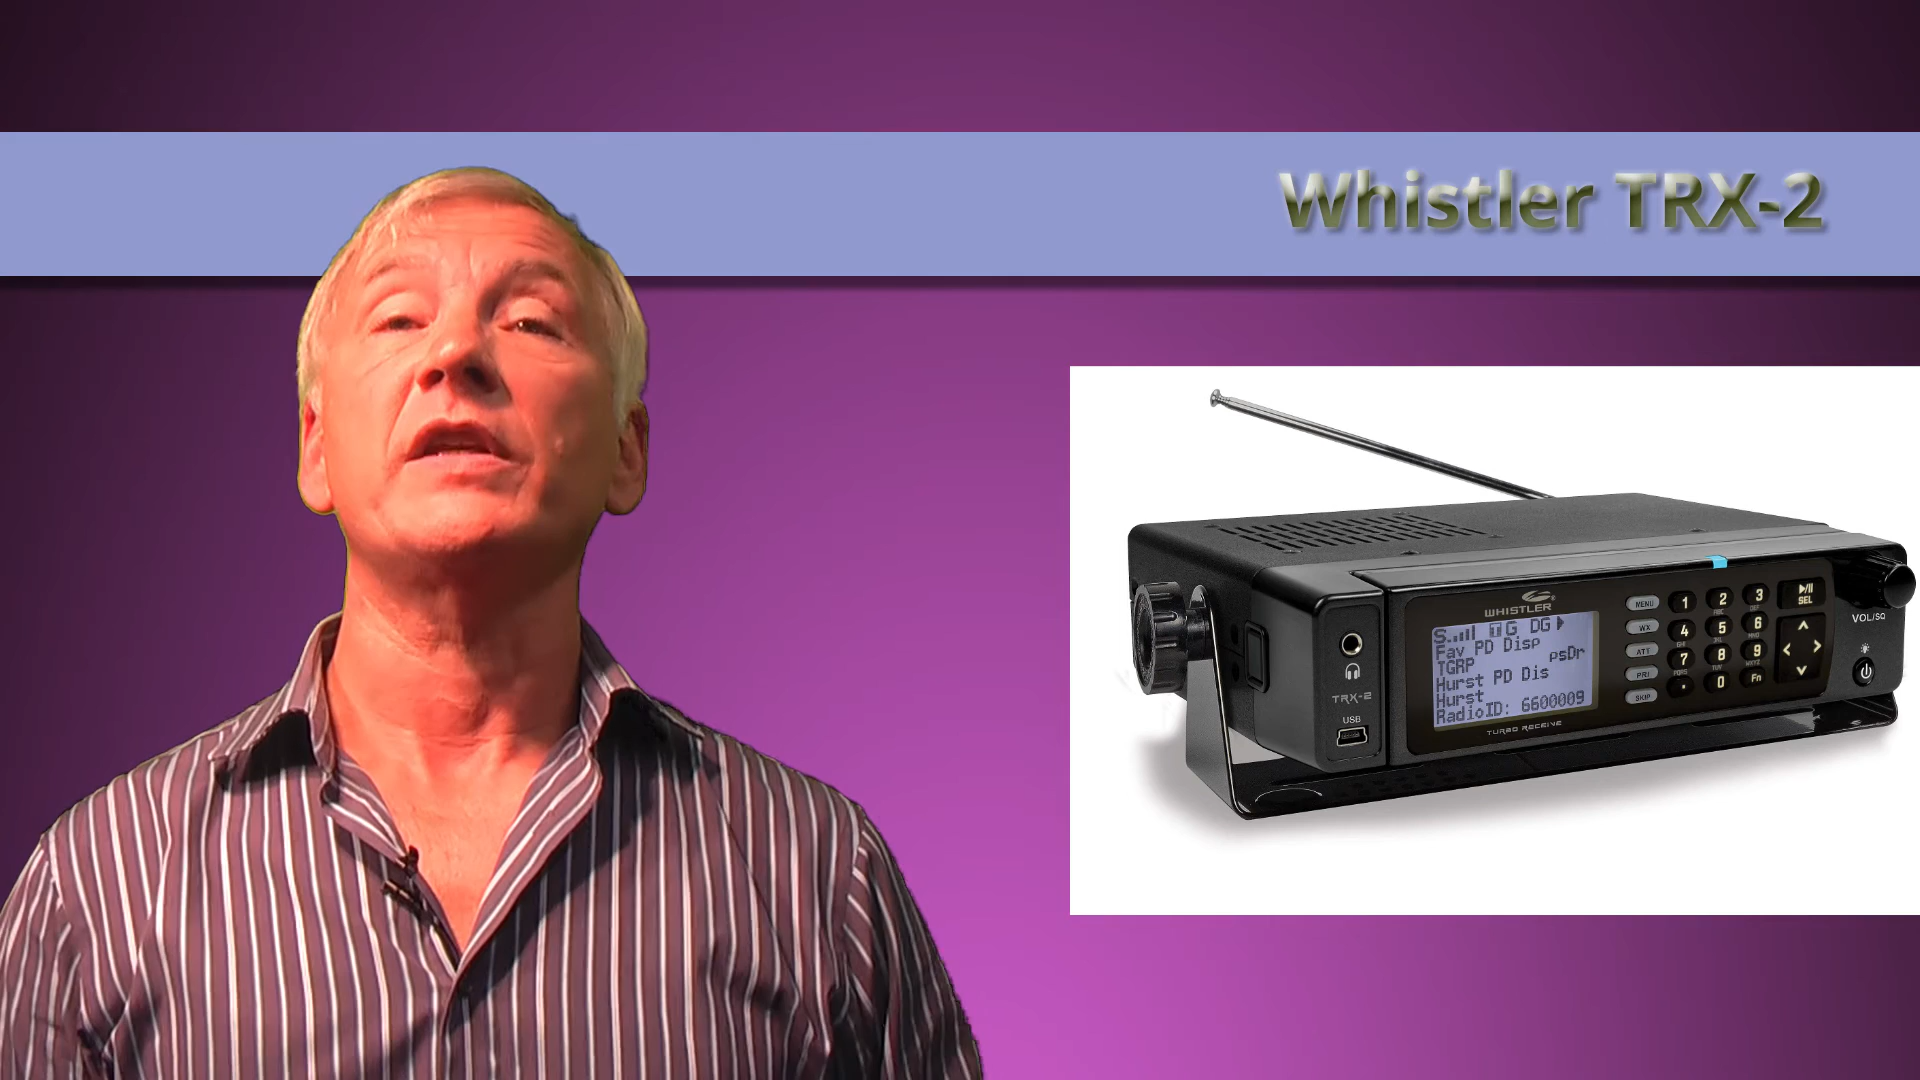 Whistler TRX-2
WHISTLER
S TG DG
Fav PD Disp
TGRP psDr
Hurst PD Dis
Hurst
RadioID: 6600009
TURBO RECEIVE
TRX-2
USB
MENU
WX
ATT
PRI
SKIP
1 2 3
4 5 6
7 8 9
. 0 Fn
SEL
VOL/SQ